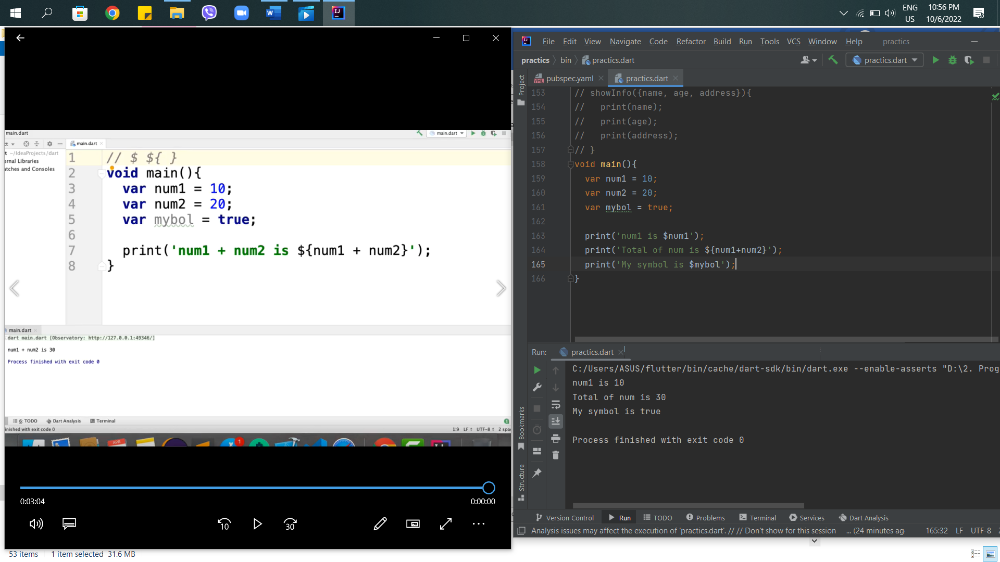 ENG
US
10:56 PM
10/6/2022
main.dart
main.dart
main.dart
~/IdeaProjects/dart
ernal Libraries
atches and Consoles
1 // $ ${ }
2 void main(){
3 var num1 = 10;
4 var num2 = 20;
5 var mybol = true;
6
7 print('num1 + num2 is ${num1 + num2}');
8 }
main.dart
dart main.dart [Observatory: http://127.0.0.1:49346/]
num1 + num2 is 30
Process finished with exit code 0
6: TODO Dart Analysis Terminal
inished with exit code 0
1:9 LF UTF-8 2 spa
APR
1
0:03:04
0:00:00
10
30
53 items 1 item selected 31.6 MB
File Edit View Navigate Code Refactor Build Run Tools VCS Window Help practics
practics bin practics.dart
practics.dart
Project
pubspec.yaml
practics.dart
153 // showInfo({name, age, address}){
154 // print(name);
155 // print(age);
156 // print(address);
157 // }
158 void main(){
159 var num1 = 10;
160 var num2 = 20;
161 var mybol = true;
162
163 print('num1 is $num1');
164 print('Total of num is ${num1+num2}');
165 print('My symbol is $mybol');
166 }
Run: practics.dart
C:/Users/ASUS/flutter/bin/cache/dart-sdk/bin/dart.exe --enable-asserts "D:\2. Prog
num1 is 10
Total of num is 30
My symbol is true
Process finished with exit code 0
Bookmarks
Structure
Version Control Run TODO Problems Terminal Services Dart Analysis
Analysis issues may affect the execution of 'practics.dart'. // // Don't show for this session ... (24 minutes ag
165:32 LF UTF-8